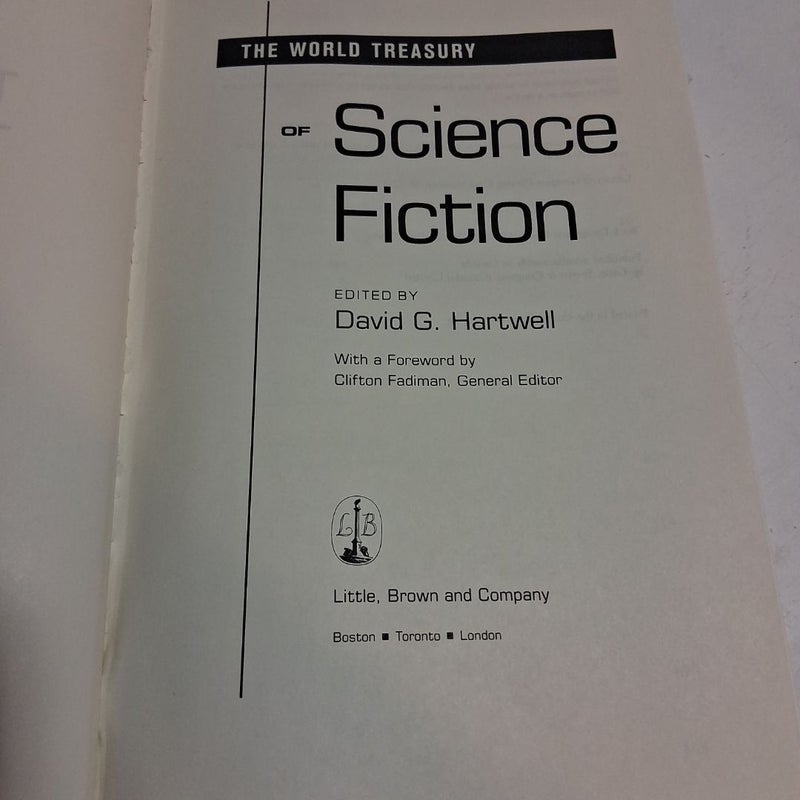 THE WORLD TREASURY
OF Science
Fiction
EDITED BY
David G. Hartwell
With a Foreword by
Clifton Fadiman, General Editor
L B
Little, Brown and Company
Boston ■ Toronto ■ London